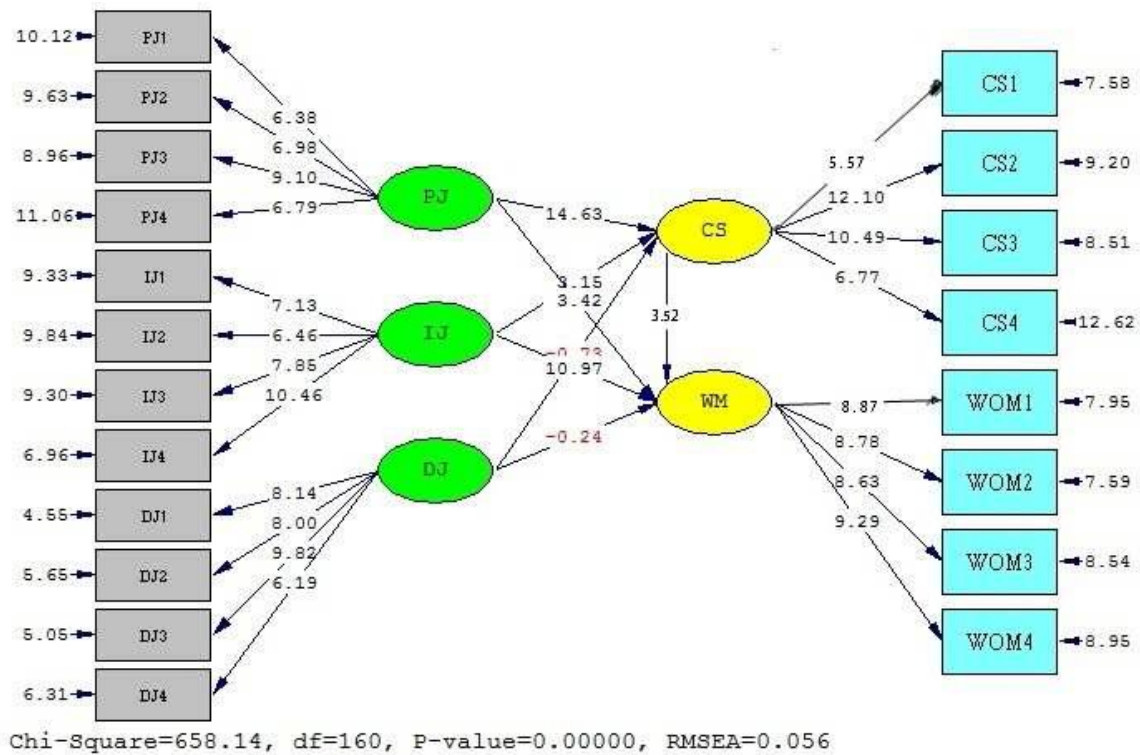 10.12 PJ1
9.63 PJ2
8.96 PJ3
11.06 PJ4
9.33 IJ1
9.84 IJ2
9.30 IJ3
6.96 IJ4
4.55 DJ1
5.65 DJ2
5.05 DJ3
6.31 DJ4
6.38
6.98
9.10
6.79
7.13
6.46
7.85
10.46
8.14
8.00
9.82
6.19
PJ
IJ
DJ
14.63
3.15
3.42
-0.73
10.97
-0.24
CS
3.52
WM
5.57
12.10
10.49
6.77
8.87
8.78
8.63
9.29
CS1 7.58
CS2 9.20
CS3 8.51
CS4 12.62
WOM1 7.95
WOM2 7.59
WOM3 8.54
WOM4 8.95
Chi-Square=658.14, df=160, P-value=0.00000, RMSEA=0.056